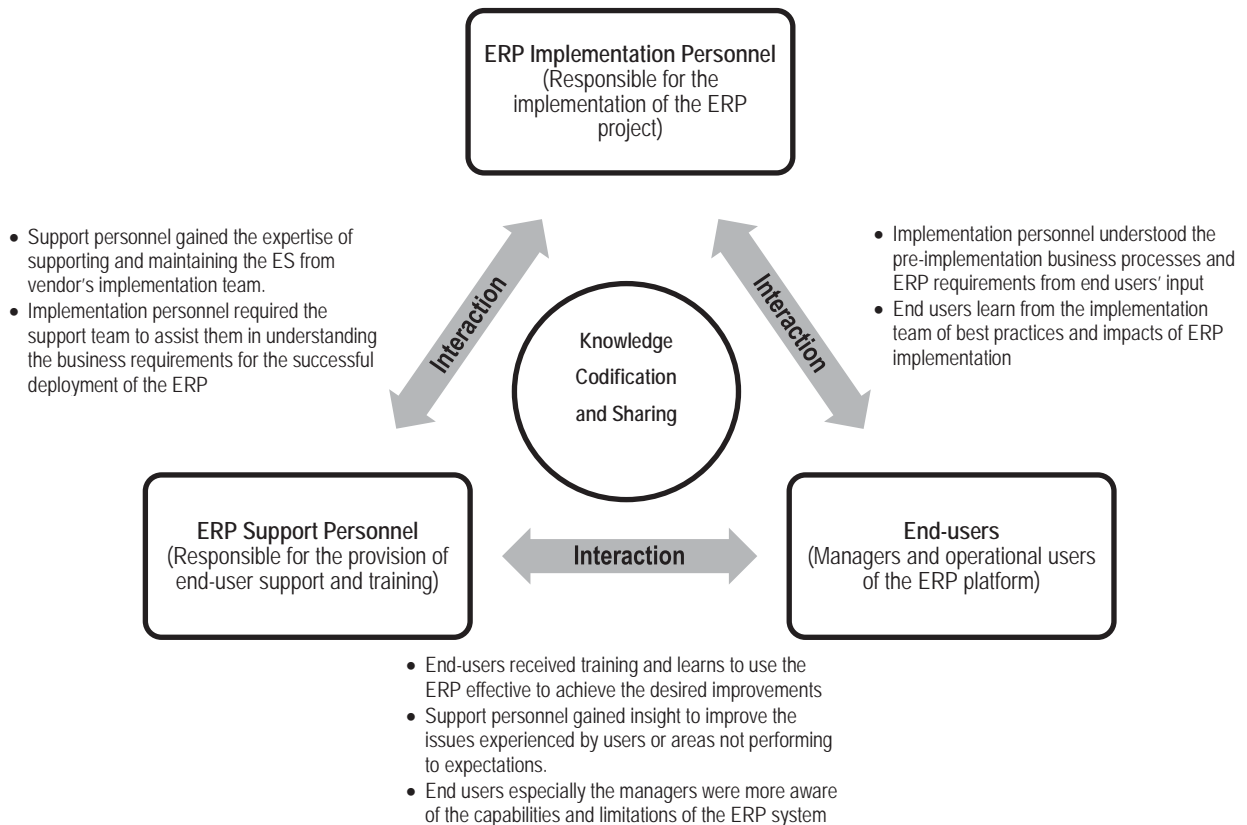 ERP Implementation Personnel
(Responsible for the
implementation of the ERP
project)
• Support personnel gained the expertise of
supporting and maintaining the ES from
vendor's implementation team.
• Implementation personnel required the
support team to assist them in understanding
the business requirements for the successful
deployment of the ERP
Interaction
Knowledge
Codification
and Sharing
Interaction
• Implementation personnel understood the
pre-implementation business processes and
ERP requirements from end users' input
• End users learn from the implementation
team of best practices and impacts of ERP
implementation
ERP Support Personnel
(Responsible for the provision of
end-user support and training)
Interaction
End-users
(Managers and operational users
of the ERP platform)
• End-users received training and learns to use the
ERP effective to achieve the desired improvements
• Support personnel gained insight to improve the
issues experienced by users or areas not performing
to expectations.
• End users especially the managers were more aware
of the capabilities and limitations of the ERP system